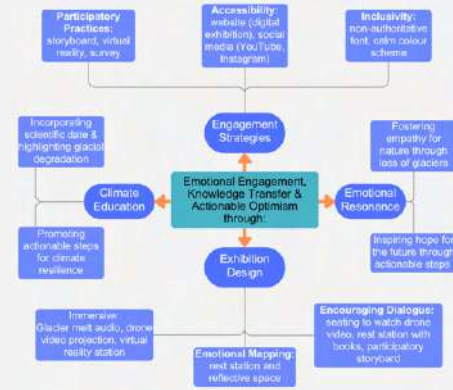 Participatory
Practices:
storyboard, virtual
reality, survey
Accessibility:
website (digital
exhibition), social
media (YouTube,
Instagram)
Inclusivity:
non-authoritative
font, calm colour
scheme
Engagement
Strategies
Incorporating
scientific date &
highlighting glacial
degradation
Fostering
empathy for
nature through
loss of glaciers
Climate
Education
Emotional Engagement,
Knowledge Transfer &
Actionable Optimism
through:
Emotional
Resonance
Promoting
actionable steps
for climate
resilience
Inspiring hope for
the future through
actionable steps
Exhibition
Design
Immersive:
Glacier melt audio, drone
video projection, virtual
reality station
Emotional Mapping:
rest station and
reflective space
Encouraging Dialogue:
seating to watch drone
video, rest station with
books, participatory
storybard